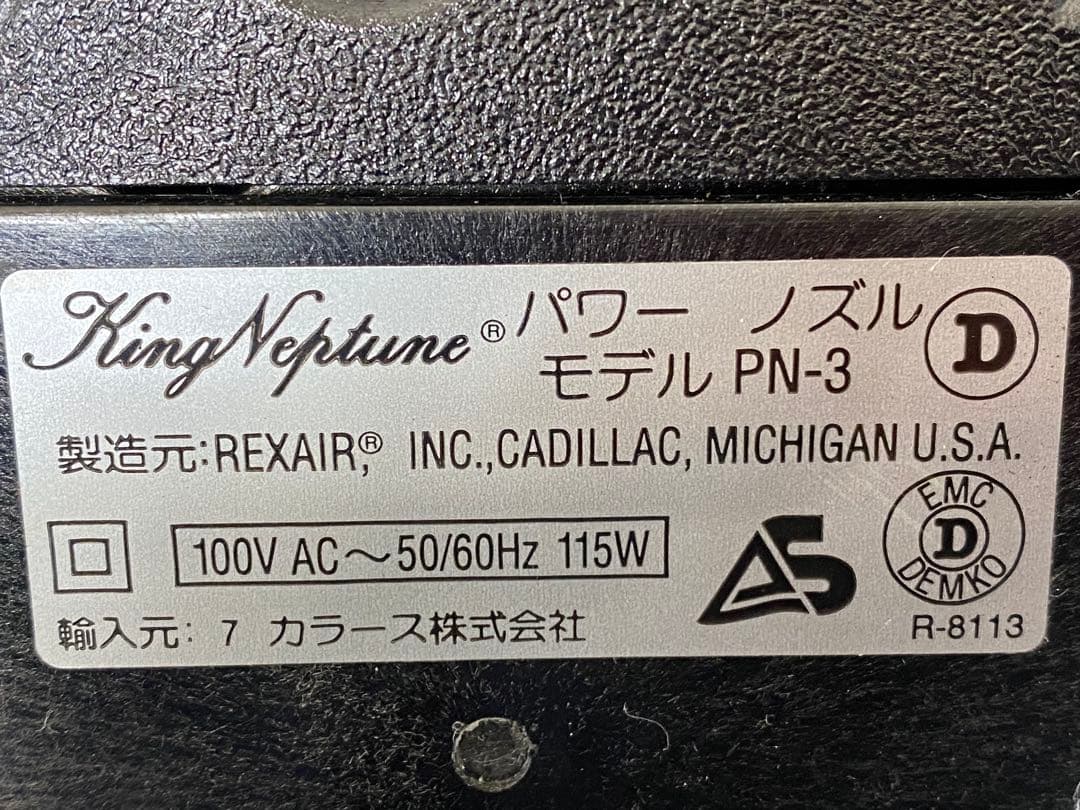 King Neptune® パワー ノズル
モデル PN-3
D
製造元:REXAIR,® INC.,CADILLAC, MICHIGAN U.S.A.
100V AC〜50/60Hz 115W
AS
EMC
D
DEMKO
輸入元: 7 カラース株式会社
R-8113